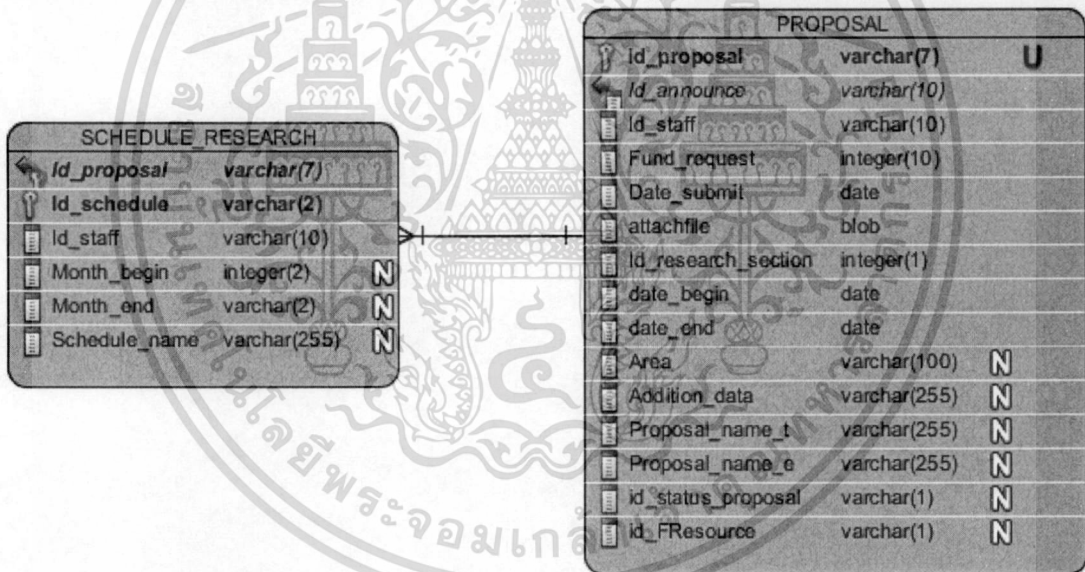 SCHEDULE_RESEARCH
Id_proposal varchar(7)
Id_schedule varchar(2)
Id_staff varchar(10)
Month_begin integer(2) N
Month_end varchar(2) N
Schedule_name varchar(255) N
PROPOSAL
Id_proposal varchar(7) U
Id_announce varchar(10)
Id_staff varchar(10)
Fund_request integer(10)
Date_submit date
attachfile blob
Id_research_section integer(1)
date_begin date
date_end date
Area varchar(100) N
Addition_data varchar(255) N
Proposal_name_t varchar(255) N
Proposal_name_e varchar(255) N
id_status_proposal varchar(1) N
id_FResource varchar(1) N